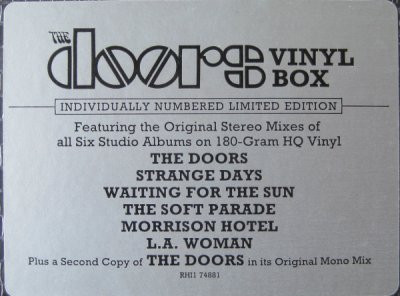 THE doors VINYL
BOX
INDIVIDUALLY NUMBERED LIMITED EDITION
Featuring the Original Stereo Mixes of
all Six Studio Albums on 180-Gram HQ Vinyl
THE DOORS
STRANGE DAYS
WAITING FOR THE SUN
THE SOFT PARADE
MORRISON HOTEL
L.A. WOMAN
Plus a Second Copy of THE DOORS in its Original Mono Mix
RHI1 74881